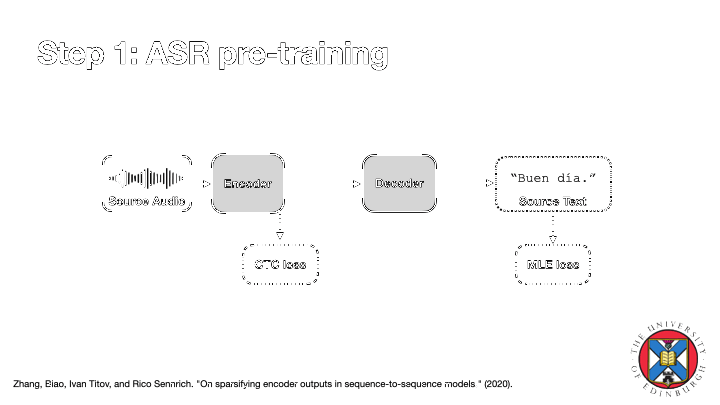 Step 1: ASR pre-training
Source Audio
Encoder
Decoder
“Buen día.”
Source Text
CTC loss
MLE loss
THE UNIVERSITY OF EDINBURGH
Zhang, Biao, Ivan Titov, and Rico Sennrich. "On sparsifying encoder outputs in sequence-to-sequence models " (2020).